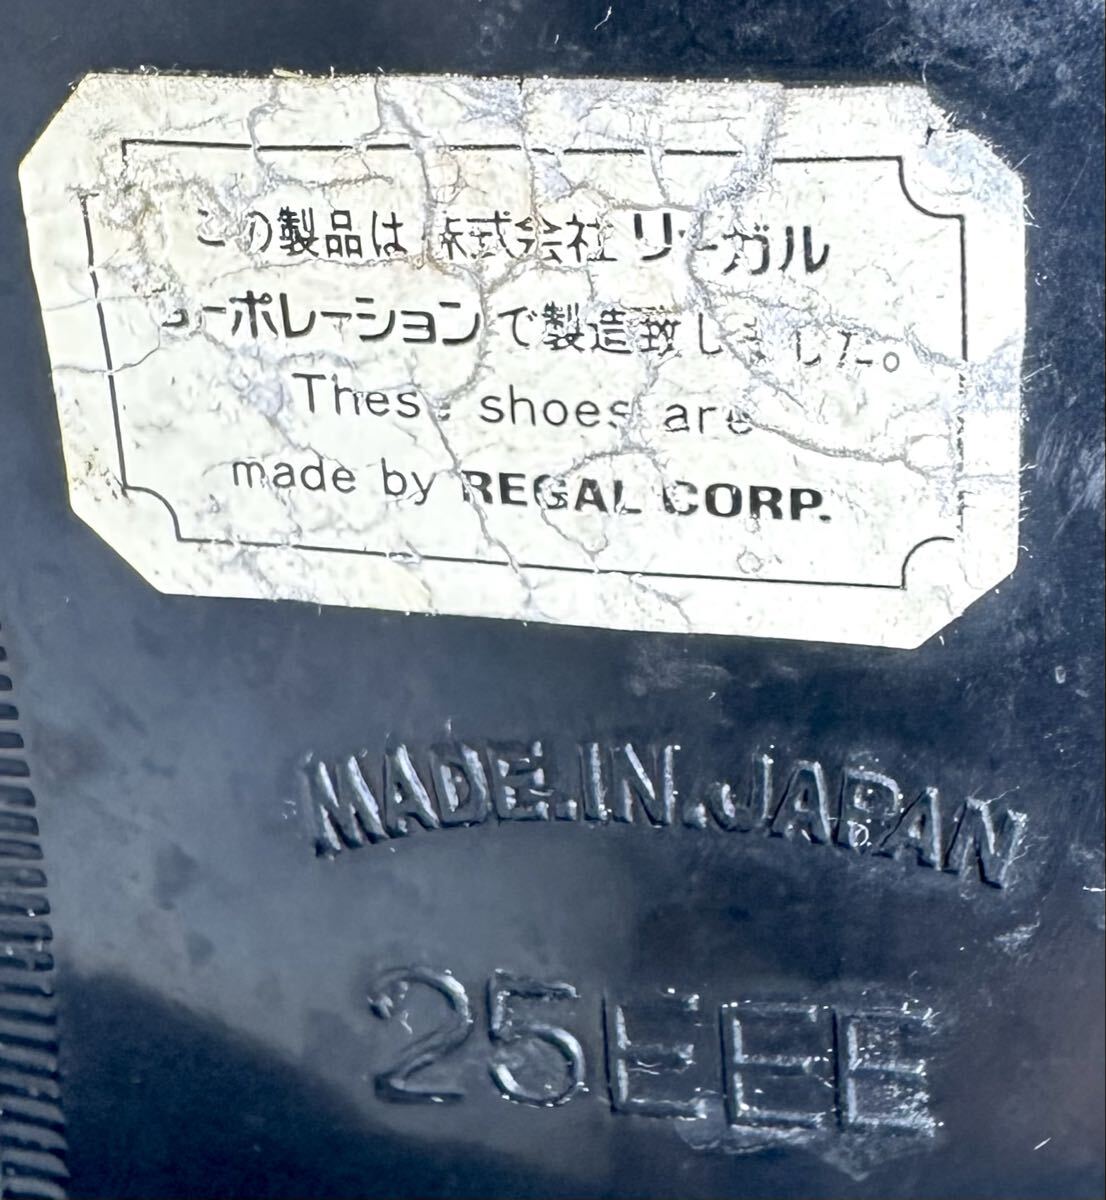 この製品は株式会社リーガル
コーポレーションで製造致しました。
These shoes are
made by REGAL CORP.
MADE.IN.JAPAN
25EEE